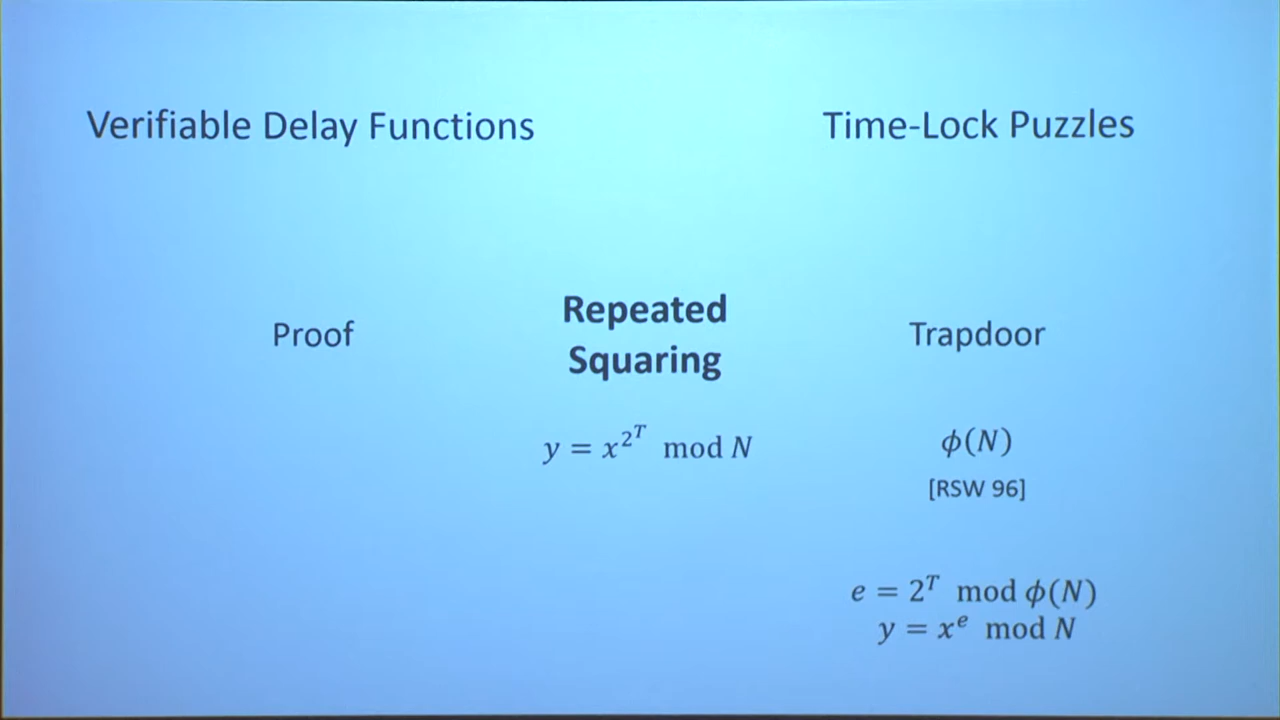 Verifiable Delay Functions
Time-Lock Puzzles
Proof
Repeated
Squaring
Trapdoor
y = x^{2^T} mod N
ϕ(N)
[RSW 96]
e = 2^T mod ϕ(N)
y = x^e mod N